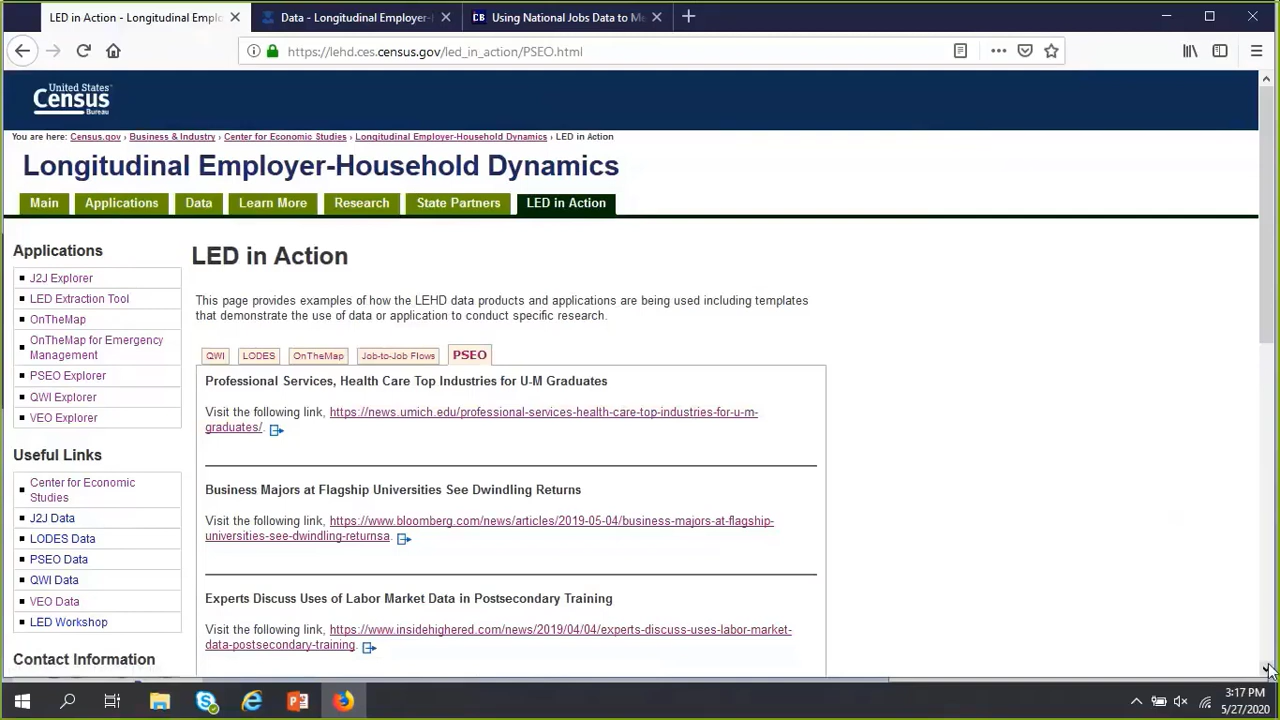 LED in Action - Longitudinal Emplo
Data - Longitudinal Employer-
Using National Jobs Data to Me
https://lehd.ces.census.gov/led_in_action/PSEO.html
United States®
Census
Bureau
You are here: Census.gov › Business & Industry › Center for Economic Studies › Longitudinal Employer-Household Dynamics › LED in Action
Longitudinal Employer-Household Dynamics
Main Applications Data Learn More Research State Partners LED in Action
Applications
J2J Explorer
LED Extraction Tool
OnTheMap
OnTheMap for Emergency
Management
PSEO Explorer
QWI Explorer
VEO Explorer
Useful Links
Center for Economic
Studies
J2J Data
LODES Data
PSEO Data
QWI Data
VEO Data
LED Workshop
Contact Information
LED in Action
This page provides examples of how the LEHD data products and applications are being used including templates
that demonstrate the use of data or application to conduct specific research.
QWI LODES OnTheMap Job-to-Job Flows PSEO
Professional Services, Health Care Top Industries for U-M Graduates
Visit the following link, https://news.umich.edu/professional-services-health-care-top-industries-for-u-m-
graduates/.
Business Majors at Flagship Universities See Dwindling Returns
Visit the following link, https://www.bloomberg.com/news/articles/2019-05-04/business-majors-at-flagship-
universities-see-dwindling-returnsa.
Experts Discuss Uses of Labor Market Data in Postsecondary Training
Visit the following link, https://www.insidehighered.com/news/2019/04/04/experts-discuss-uses-labor-market-
data-postsecondary-training.
3:17 PM
5/27/2020